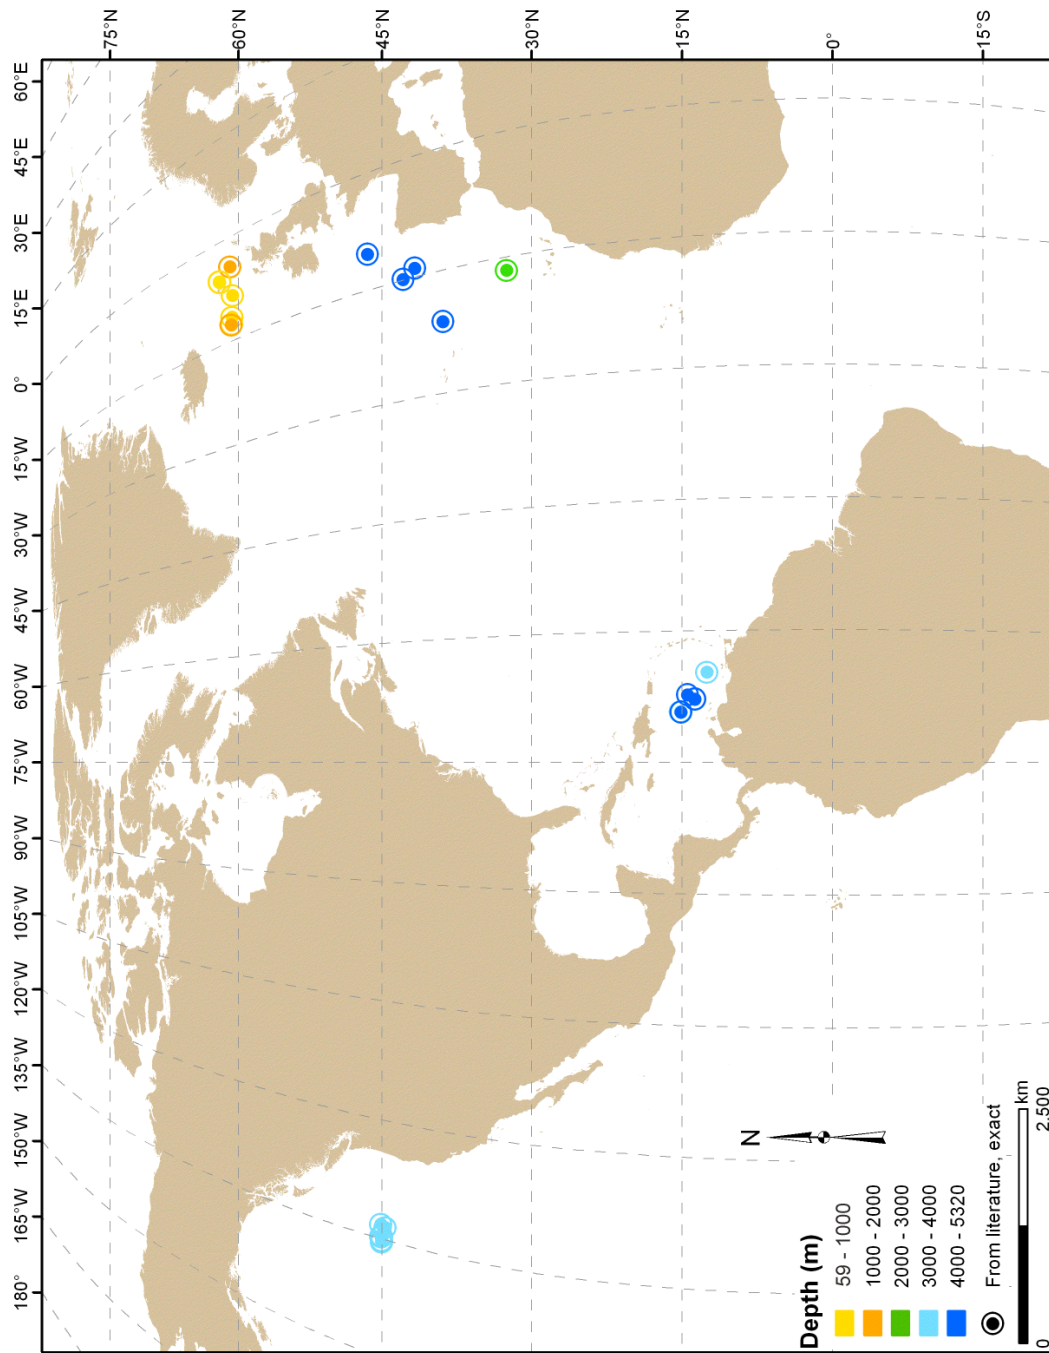 180°
165°W
150°W
135°W
120°W
105°W
90°W
75°W
60°W
45°W
30°W
15°W
0°
15°E
30°E
45°E
60°E
75°N
60°N
45°N
30°N
15°N
0°
15°S
N
Depth (m)
59 - 1000
1000 - 2000
2000 - 3000
3000 - 4000
4000 - 5320
From literature, exact
km
0
2.500